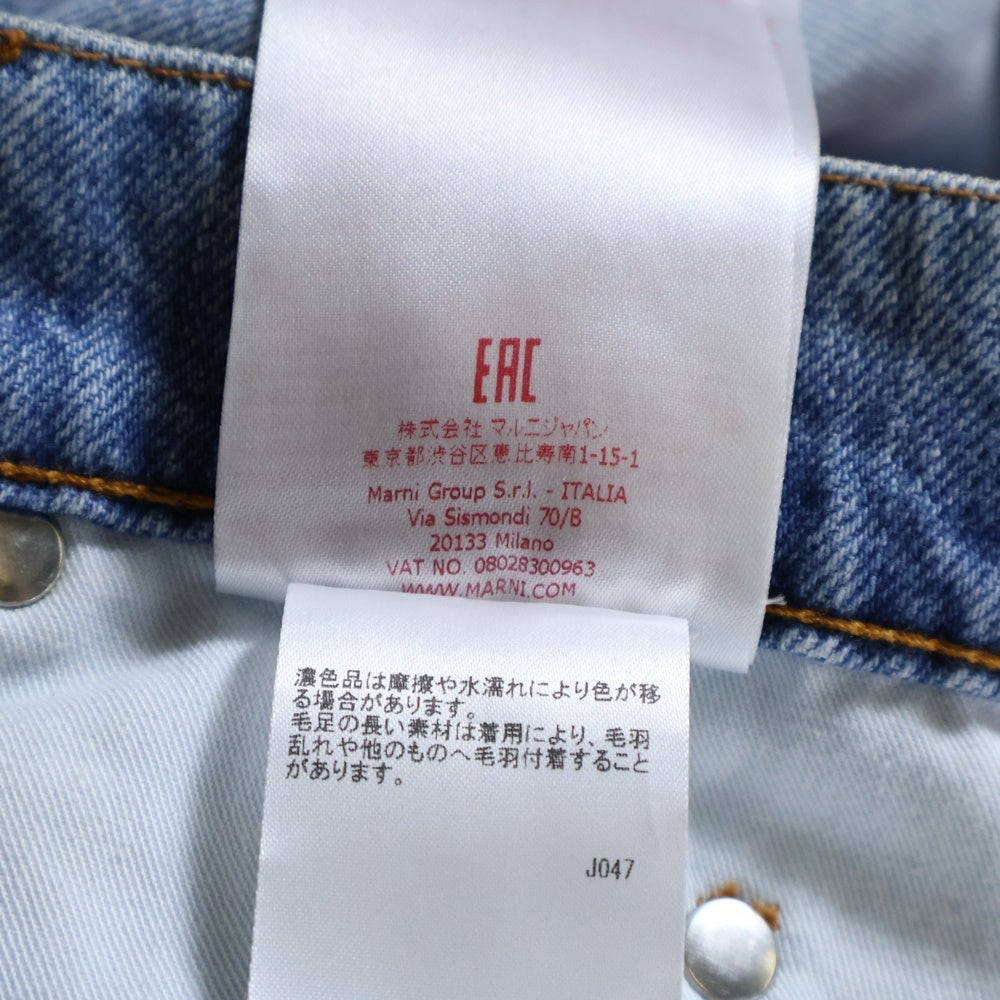 EAC
株式会社 マルニジャパン
東京都渋谷区恵比寿南1-15-1
Marni Group S.r.l. - ITALIA
Via Sismondi 70/B
20133 Milano
VAT NO. 08028300963
WWW.MARNI.COM
濃色品は摩擦や水濡れにより色が移
る場合があります。
毛足の長い素材は着用により、毛羽
乱れや他のものへ毛羽付着すること
があります。
J047